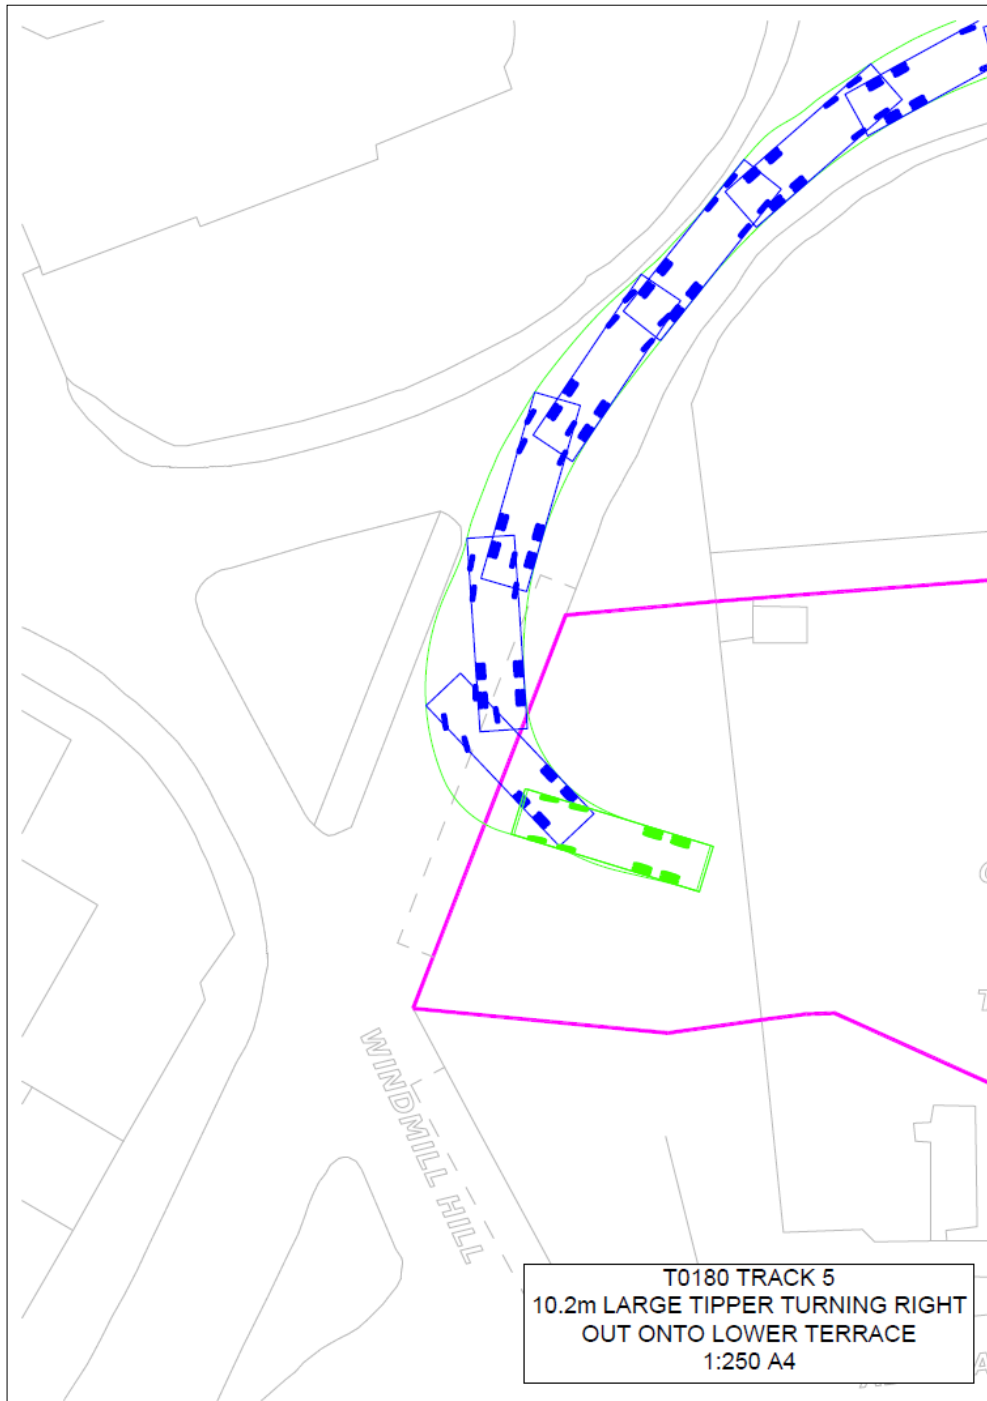 WINDMILL HILL
T0180 TRACK 5
10.2m LARGE TIPPER TURNING RIGHT
OUT ONTO LOWER TERRACE
1:250 A4